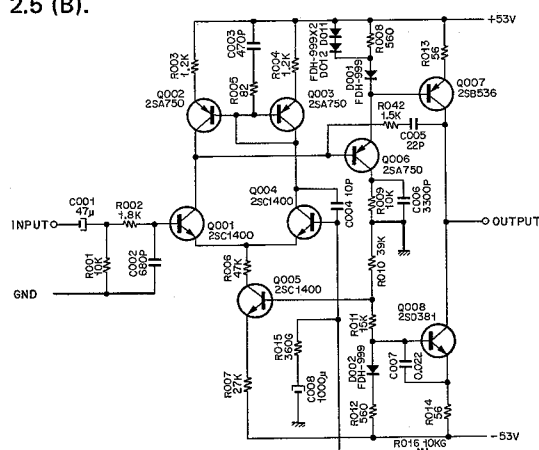 2.5 (B).
+53V
R003
1.2K
C003
470P
R005
82
R004
1.2K
FDH-999X2
D012 D011
R008
560
D001
FDH-999
R013
56
Q007
2SB536
Q002
2SA750
Q003
2SA750
R042
1.5K
C005
22P
Q006
2SA750
INPUT
C001
47μ
R002
1.8K
R001
10K
C002
680P
GND
Q001
2SC1400
Q004
2SC1400
C004 10P
R009
10K
C006
3300P
OUTPUT
R010 39K
R006
47K
Q005
2SC1400
R007
27K
R015
360G
C008
1000μ
R011
15K
D002
FDH-999
R012
560
C007
0.022
Q008
2SD381
R014
56
-53V
R016 10KG